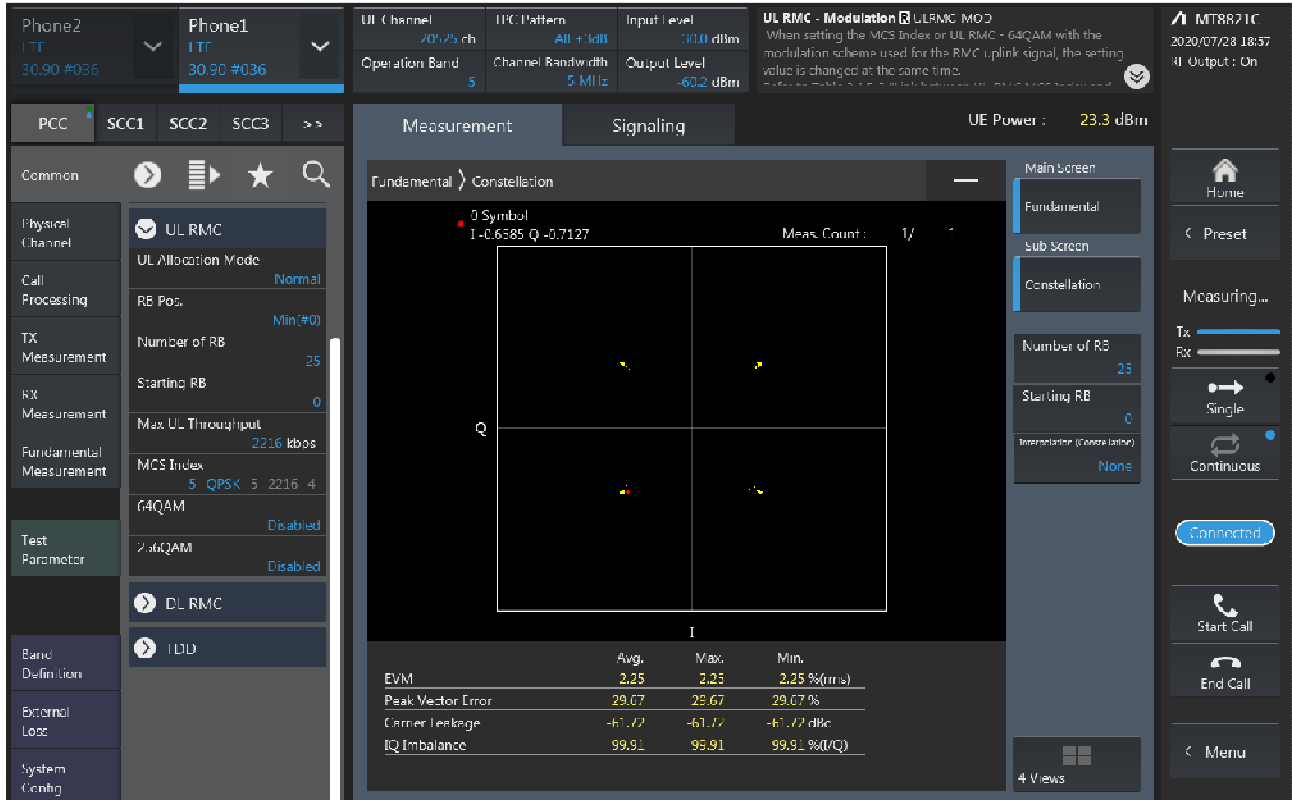 Phone2
LTE
30.90 #036
Phone1
LTE
30.90 #036
UL Channel
20525 ch
TPC Pattern
All +3dB
Input Level
30.0 dBm
Operation Band
5
Channel Bandwidth
5 MHz
Output Level
-60.2 dBm
UL RMC - Modulation R ULRMC_MOD
When setting the MCS Index or UL RMC - 64QAM with the
modulation scheme used for the RMC uplink signal, the setting
value is changed at the same time.
MT8821C
2020/07/28 18:57
RF Output : On
PCC
SCC1
SCC2
SCC3
>>
Measurement
Signaling
UE Power : 23.3 dBm
Common
Physical
Channel
Call
Processing
TX
Measurement
RX
Measurement
Fundamental
Measurement
Test
Parameter
Band
Definition
External
Loss
System
Config
UL RMC
UL Allocation Mode
Normal
RB Pos.
Min(#0)
Number of RB
25
Starting RB
0
Max UL Throughput
2216 kbps
MCS Index
5 QPSK 5 2216 4
64QAM
Disabled
256QAM
Disabled
DL RMC
TDD
Fundamental
Constellation
0 Symbol
I -0.6585 Q -0.7127
Meas. Count : 1/ 1
Q
I
Avg. Max. Min.
EVM 2.25 2.25 2.25 %(rms)
Peak Vector Error 29.67 29.67 29.67 %
Carrier Leakage -61.72 -61.72 -61.72 dBc
IQ Imbalance 99.91 99.91 99.91 %(I/Q)
Main Screen
Fundamental
Sub Screen
Constellation
Number of RB
25
Starting RB
0
Interpolation (Constellation)
None
4 Views
Home
< Preset
Measuring...
Tx
Rx
Single
Continuous
Connected
Start Call
End Call
< Menu